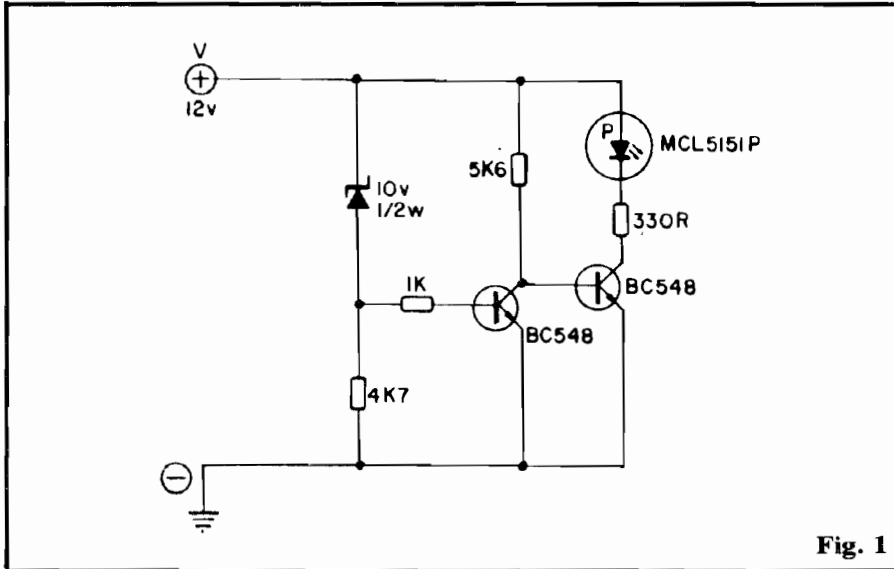 V
+
12v
P
MCL5151P
5K6
10v
1/2w
330R
1K
BC548
BC548
4K7
−
Fig. 1